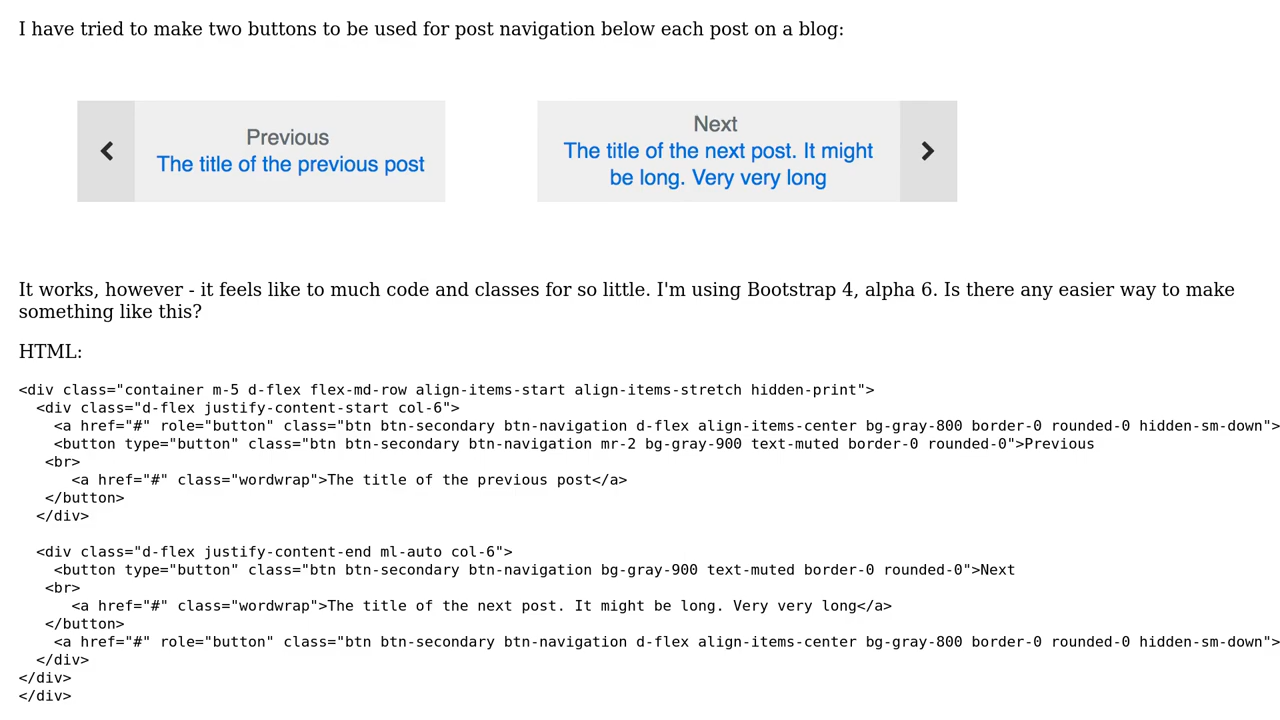 I have tried to make two buttons to be used for post navigation below each post on a blog:
Previous
The title of the previous post
Next
The title of the next post. It might
be long. Very very long
It works, however - it feels like to much code and classes for so little. I'm using Bootstrap 4, alpha 6. Is there any easier way to make
something like this?
HTML:
<div class="container m-5 d-flex flex-md-row align-items-start align-items-stretch hidden-print">
  <div class="d-flex justify-content-start col-6">
    <a href="#" role="button" class="btn btn-secondary btn-navigation d-flex align-items-center bg-gray-800 border-0 rounded-0 hidden-sm-down">
    <button type="button" class="btn btn-secondary btn-navigation mr-2 bg-gray-900 text-muted border-0 rounded-0">Previous
   <br>
      <a href="#" class="wordwrap">The title of the previous post</a>
   </button>
  </div>
  <div class="d-flex justify-content-end ml-auto col-6">
    <button type="button" class="btn btn-secondary btn-navigation bg-gray-900 text-muted border-0 rounded-0">Next
   <br>
      <a href="#" class="wordwrap">The title of the next post. It might be long. Very very long</a>
   </button>
    <a href="#" role="button" class="btn btn-secondary btn-navigation d-flex align-items-center bg-gray-800 border-0 rounded-0 hidden-sm-down">
  </div>
</div>
</div>